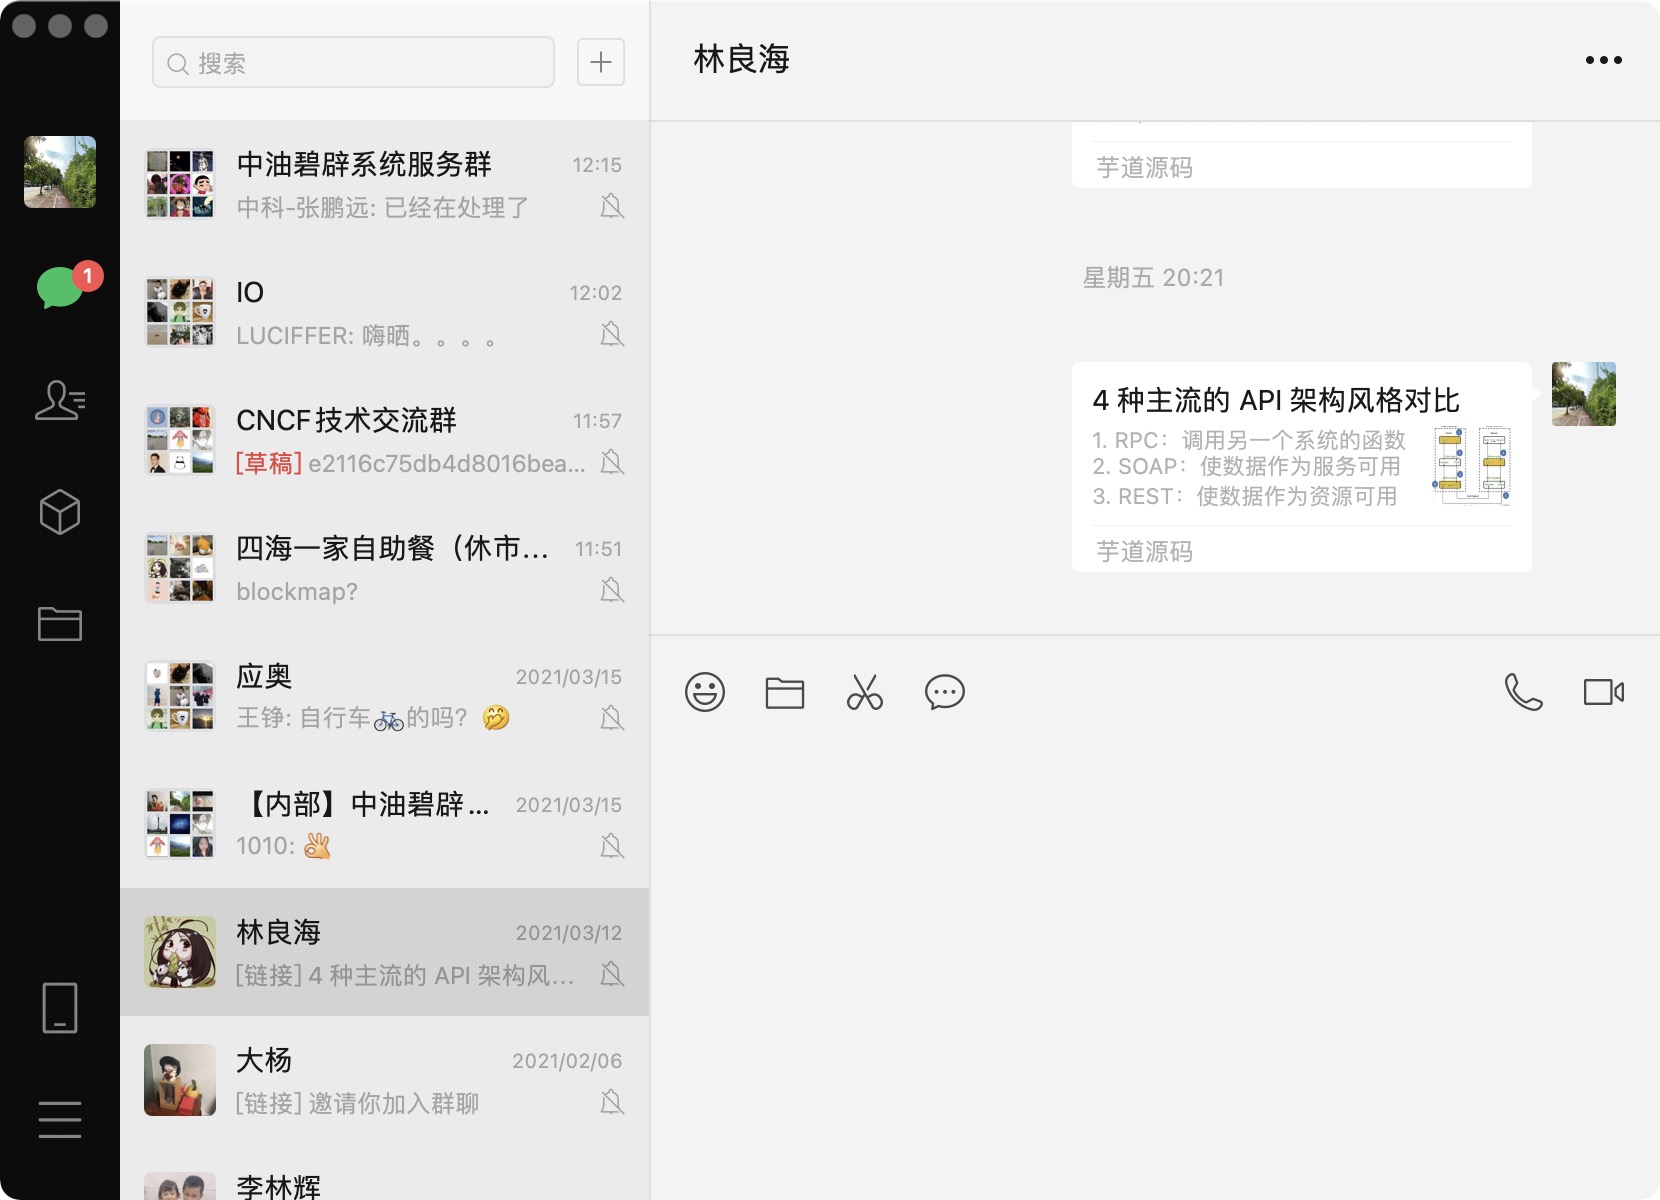 搜索
1
中油碧辟系统服务群 12:15
中科-张鹏远: 已经在处理了
IO 12:02
LUCIFFER: 嗨晒。。。。
CNCF技术交流群 11:57
[草稿] e2116c75db4d8016bea...
四海一家自助餐（休市... 11:51
blockmap?
应奥 2021/03/15
王铮: 自行车🚲的吗？🤭
【内部】中油碧辟... 2021/03/15
1010: 👌
林良海 2021/03/12
[链接] 4 种主流的 API 架构风...
大杨 2021/02/06
[链接] 邀请你加入群聊
李林辉
林良海
芋道源码
星期五 20:21
4 种主流的 API 架构风格对比
1. RPC：调用另一个系统的函数
2. SOAP：使数据作为服务可用
3. REST：使数据作为资源可用
芋道源码